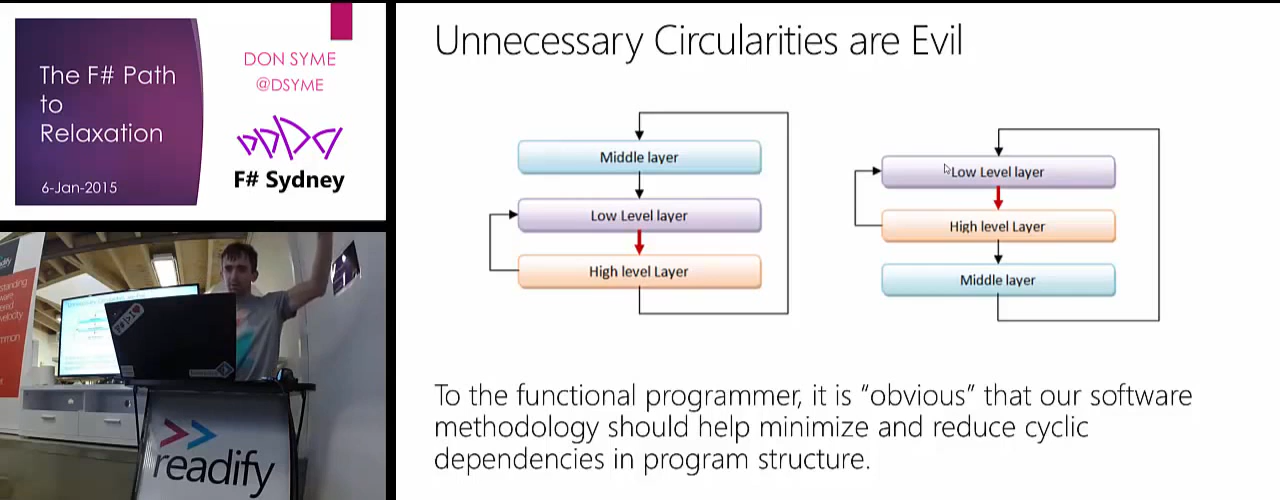 The F# Path
to
Relaxation
6-Jan-2015
DON SYME
@DSYME
F# Sydney
Unnecessary Circularities are Evil
Middle layer
Low Level layer
High level Layer
Low Level layer
High level Layer
Middle layer
To the functional programmer, it is “obvious” that our software
methodology should help minimize and reduce cyclic
dependencies in program structure.
readify